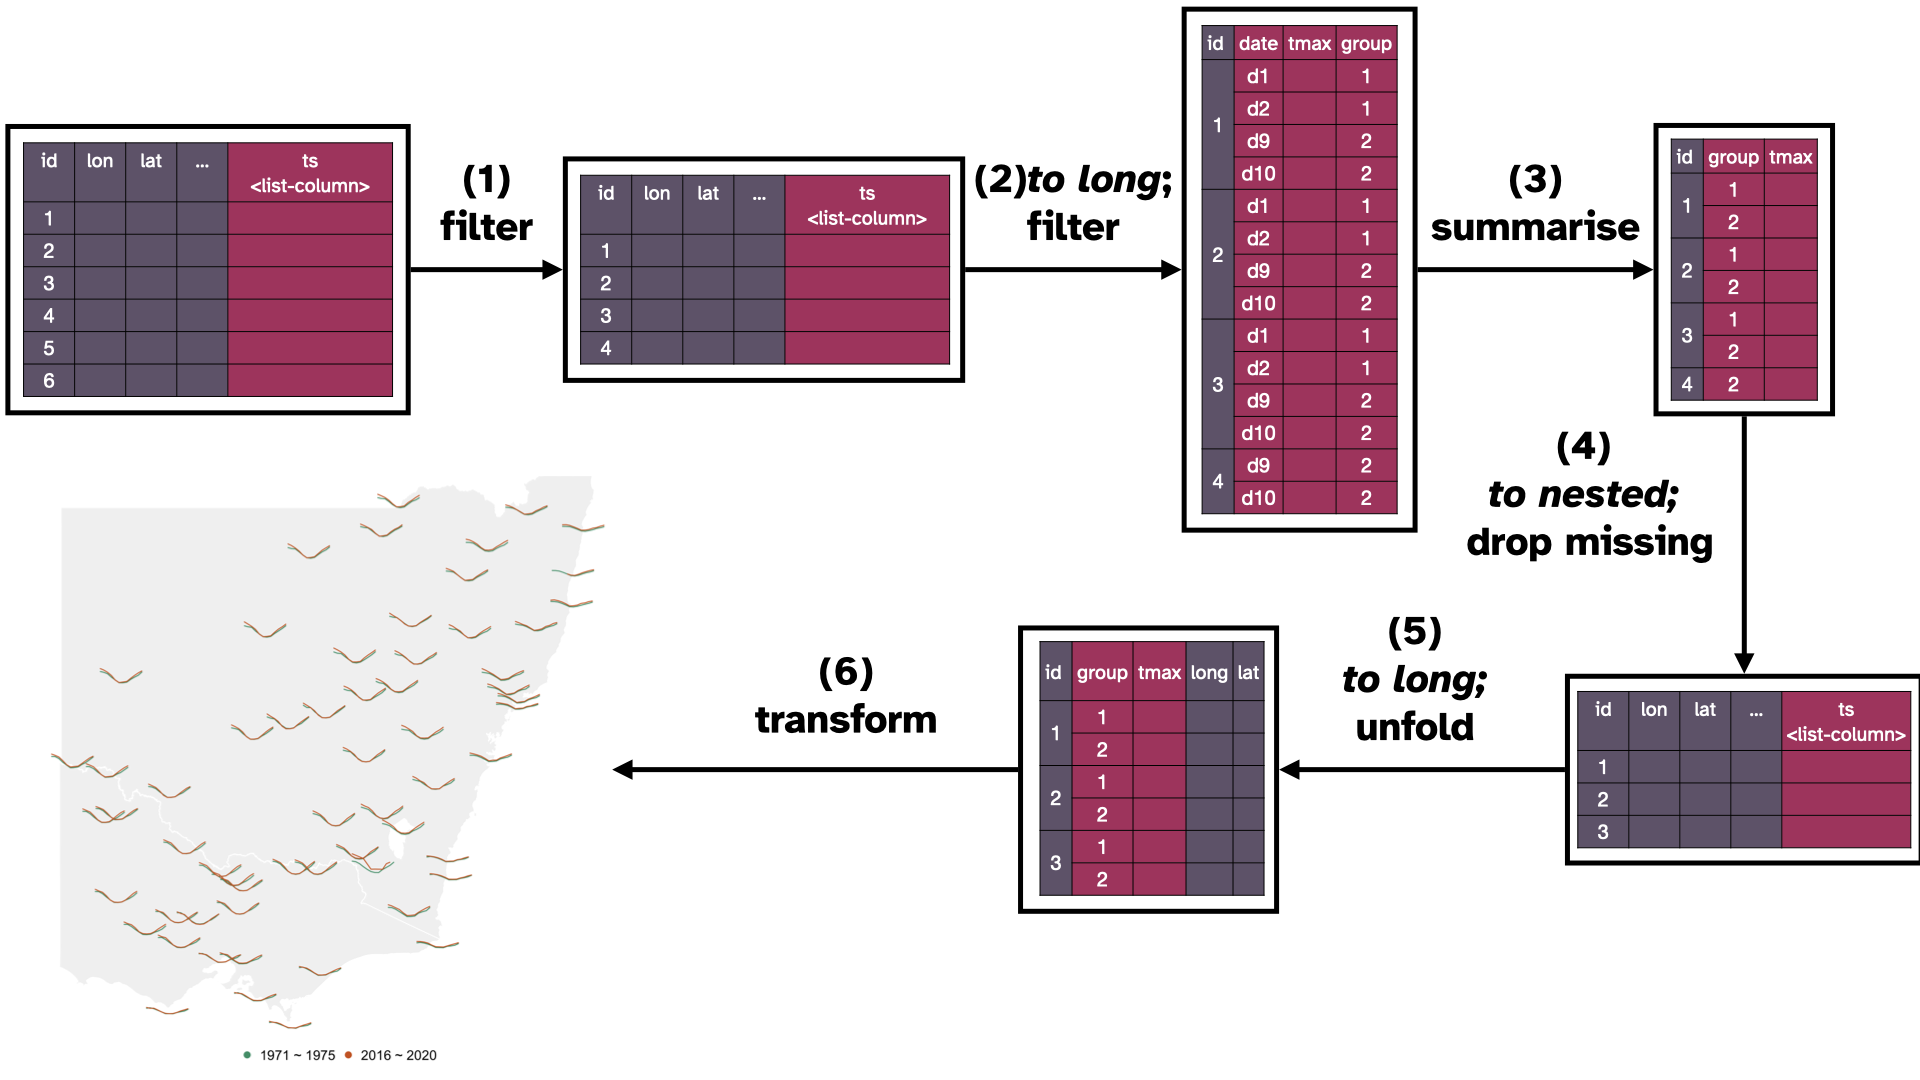 id lon lat ... ts
<list-column>
1
2
3
4
5
6
(1)
filter
id lon lat ... ts
<list-column>
1
2
3
4
(2)to long;
filter
id date tmax group
1
d1 1
d2 1
d9 2
d10 2
2
d1 1
d2 1
d9 2
d10 2
3
d1 1
d2 1
d9 2
d10 2
4
d9 2
d10 2
(3)
summarise
id group tmax
1
1
2
2
1
2
3
1
2
4 2
(4)
to nested;
drop missing
id lon lat ... ts
<list-column>
1
2
3
(5)
to long;
unfold
id group tmax long lat
1
1
2
2
1
2
3
1
2
(6)
transform
1971 ~ 1975 2016 ~ 2020